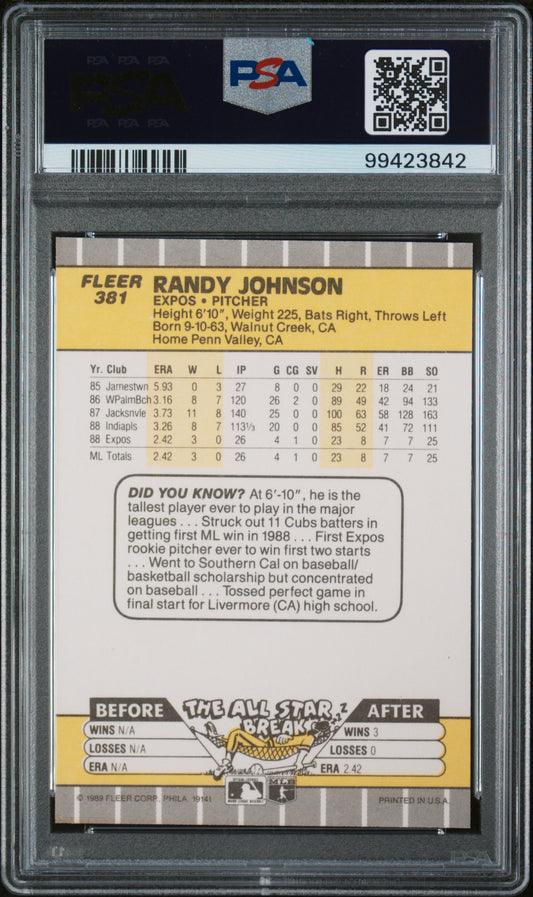 PSA PSA PSA
PSA
PSA PSA PSA
PSA
99423842
FLEER
381
RANDY JOHNSON
EXPOS • PITCHER
Height 6'10", Weight 225, Bats Right, Throws Left
Born 9-10-63, Walnut Creek, CA
Home Penn Valley, CA
Yr. Club ERA W L IP G CG SV H R ER BB SO
85 Jamestwn 5.93 0 3 27 8 0 0 29 22 18 24 21
86 WPalmBch 3.16 8 7 120 26 2 0 89 49 42 94 133
87 Jacksnvle 3.73 11 8 140 25 0 0 100 63 58 128 163
88 Indiapls 3.26 8 7 113⅓ 20 0 0 85 52 41 72 111
88 Expos 2.42 3 0 26 4 1 0 23 8 7 7 25
ML Totals 2.42 3 0 26 4 1 0 23 8 7 7 25
DID YOU KNOW? At 6'-10", he is the
tallest player ever to play in the major
leagues . . . Struck out 11 Cubs batters in
getting first ML win in 1988 . . . First Expos
rookie pitcher ever to win first two starts
. . . Went to Southern Cal on baseball/
basketball scholarship but concentrated
on baseball . . . Tossed perfect game in
final start for Livermore (CA) high school.
BEFORE
THE ALL STAR
BREAK
zzzz
AFTER
WINS N/A
WINS 3
LOSSES N/A
LOSSES 0
ERA N/A
ERA 2.42
MLB
© 1989 FLEER CORP., PHILA. 19141
PRINTED IN U.S.A.
PSA